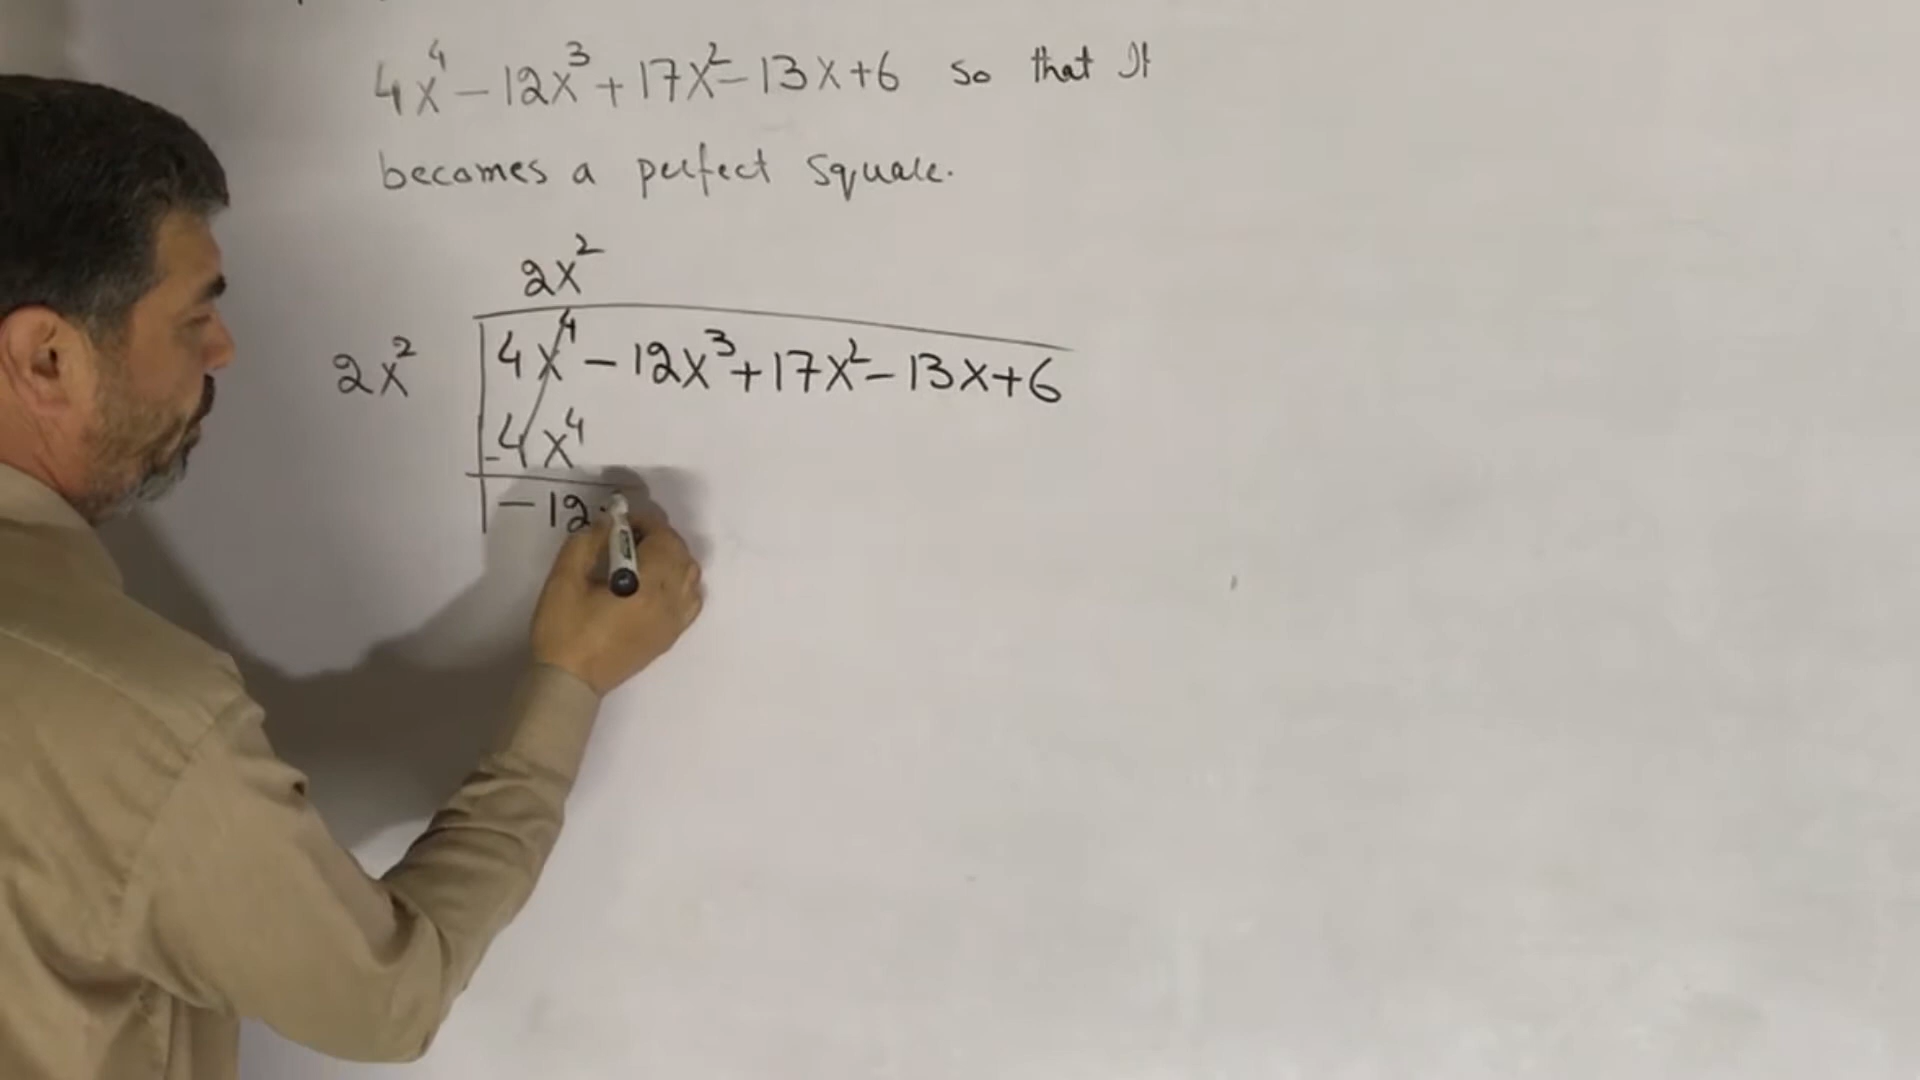 4x⁴ - 12x³ + 17x² - 13x + 6 so that It
becomes a perfect square.
2x²
2x² 4x⁴ - 12x³ + 17x² - 13x + 6
-4x⁴
-12